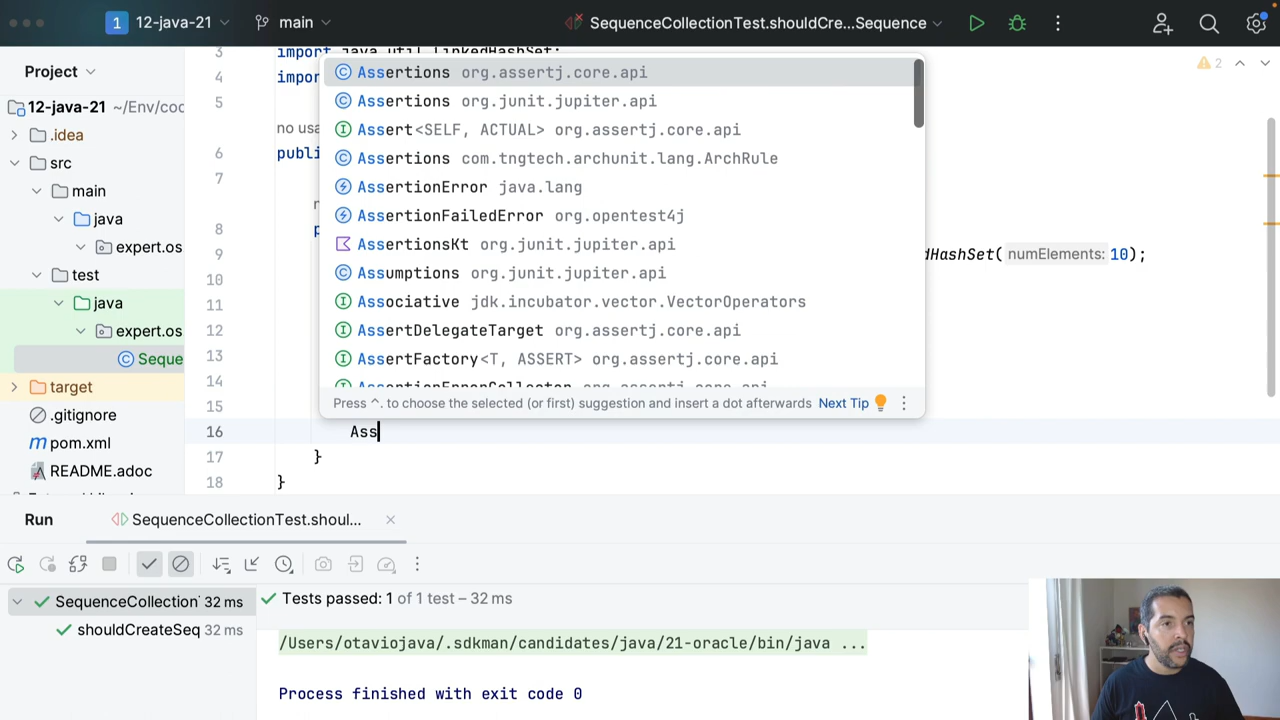 1 12-java-21 main SequenceCollectionTest.shouldCre...Sequence
Project
12-java-21 ~/Env/coc
.idea
src
main
java
expert.os
test
java
expert.os
Seque
target
.gitignore
pom.xml
README.adoc
3 import java.util.LinkedHashSet;
4 impor
5
no usa
6 publi
7
8 p
9 dHashSet( numElements: 10);
10
11
12
13
14
15
16 Ass
17 }
18 }
2
Assertions org.assertj.core.api
Assertions org.junit.jupiter.api
Assert<SELF, ACTUAL> org.assertj.core.api
Assertions com.tngtech.archunit.lang.ArchRule
AssertionError java.lang
AssertionFailedError org.opentest4j
AssertionsKt org.junit.jupiter.api
Assumptions org.junit.jupiter.api
Associative jdk.incubator.vector.VectorOperators
AssertDelegateTarget org.assertj.core.api
AssertFactory<T, ASSERT> org.assertj.core.api
AssertionErrorCollector org.assertj.core.api
Press ^. to choose the selected (or first) suggestion and insert a dot afterwards Next Tip
Run SequenceCollectionTest.shoul...
SequenceCollection 32 ms
shouldCreateSeq 32 ms
Tests passed: 1 of 1 test – 32 ms
/Users/otaviojava/.sdkman/candidates/java/21-oracle/bin/java ...
Process finished with exit code 0